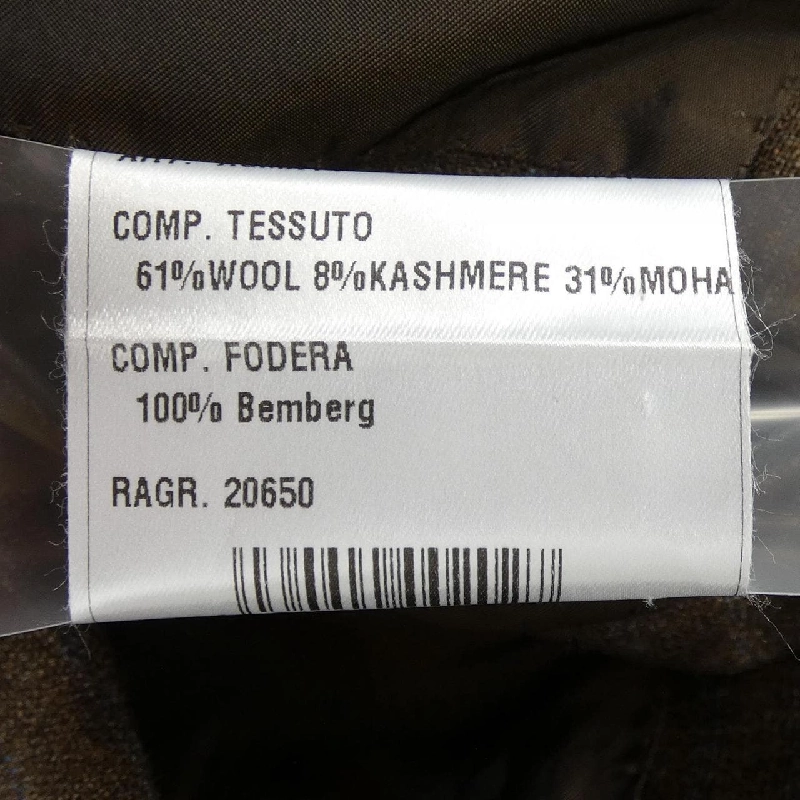 COMP. TESSUTO
61%WOOL 8%KASHMERE 31%MOHA
COMP. FODERA
100% Bemberg
RAGR. 20650